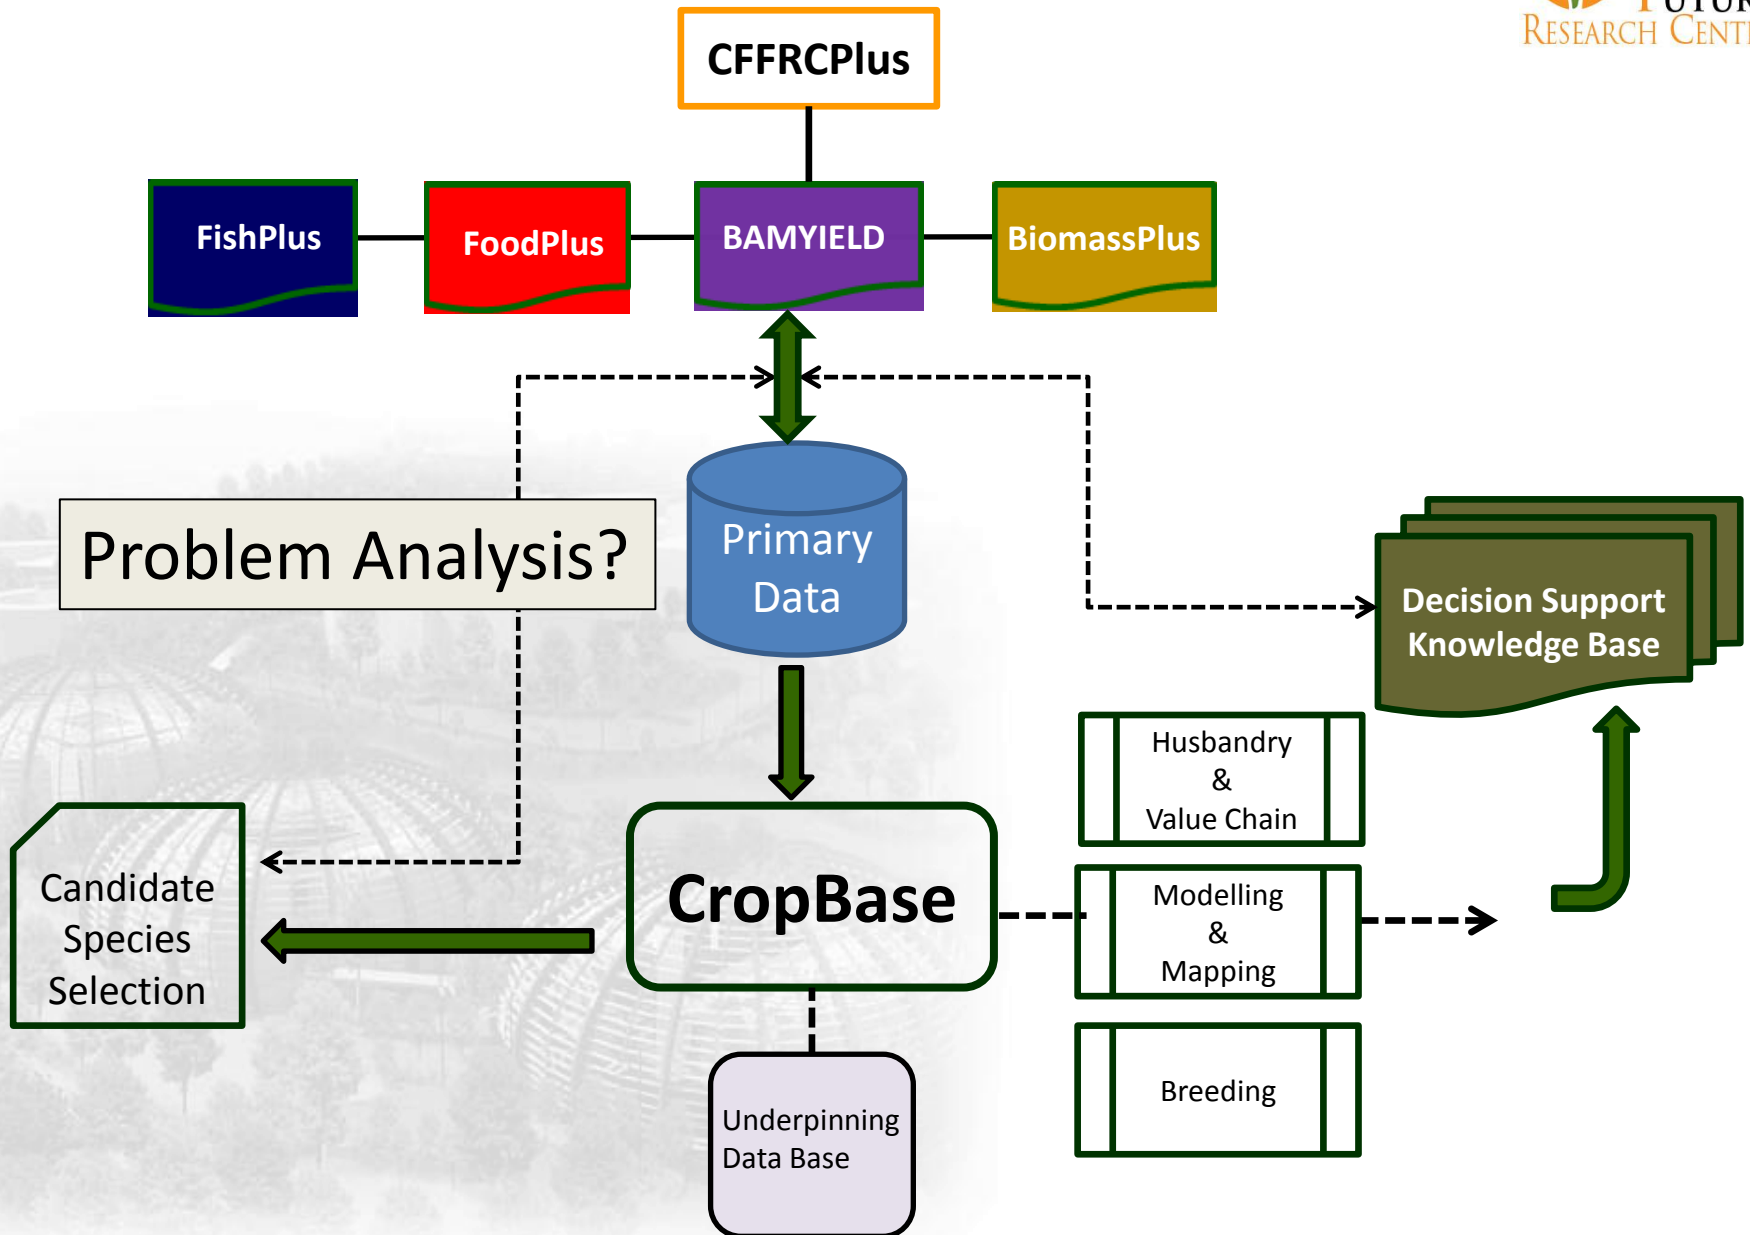 RESEARCH
CFFRCPlus
FishPlus
FoodPlus
BAMYIELD
BiomassPlus
Problem Analysis?
Primary
Data
Decision Support
Knowledge Base
Husbandry
&
Value Chain
Candidate
Species
Selection
CropBase
Modelling
&
Mapping
Breeding
Underpinning
Data Base